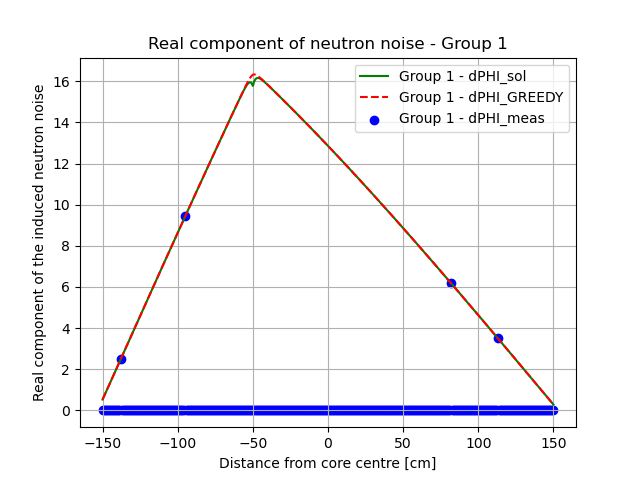 Real component of neutron noise - Group 1
Real component of the induced neutron noise
16
14
12
10
8
6
4
2
0
Group 1 - dPHI_sol
Group 1 - dPHI_GREEDY
Group 1 - dPHI_meas
−150
−100
−50
0
50
100
150
Distance from core centre [cm]